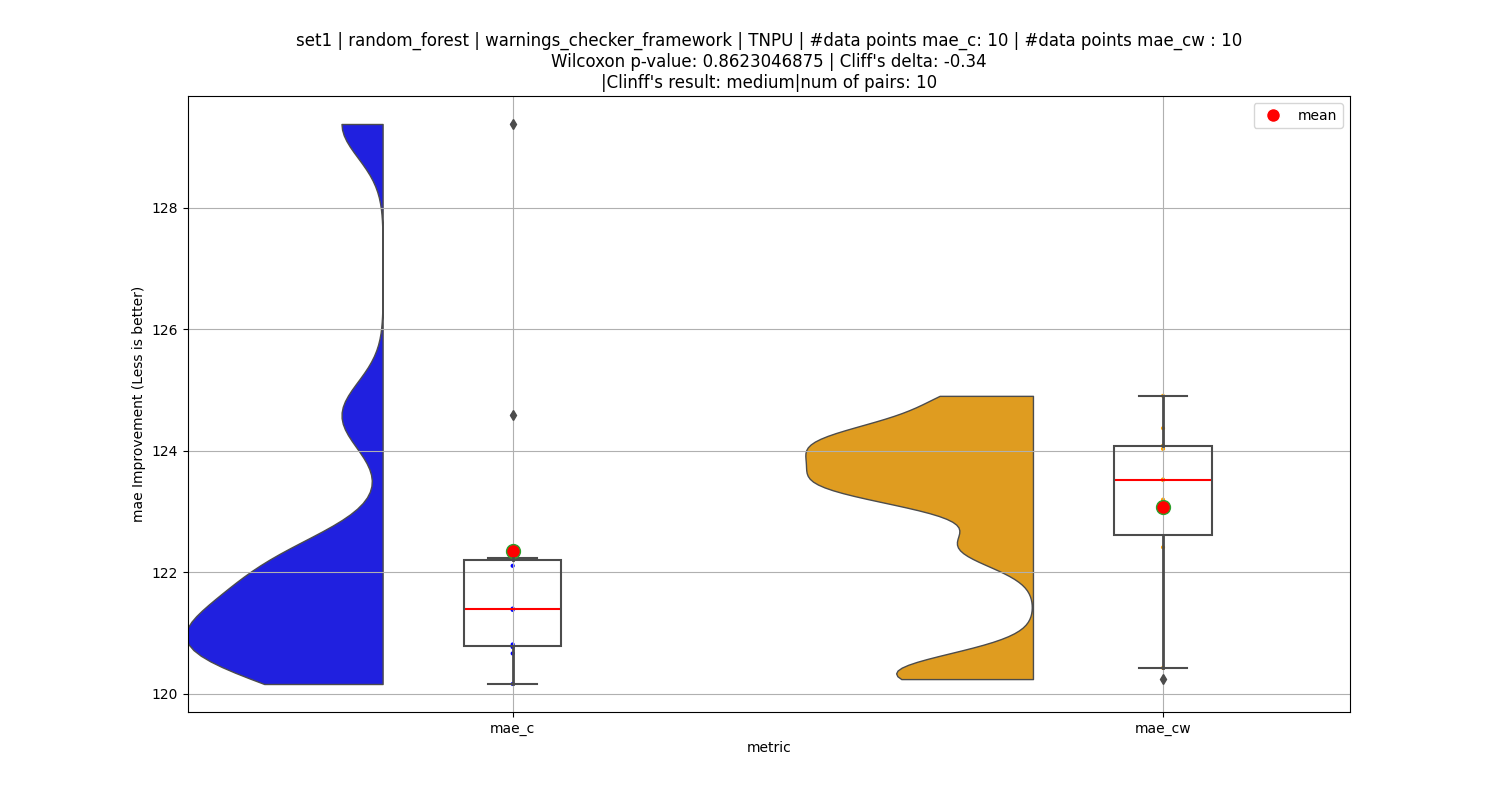 set1 | random_forest | warnings_checker_framework | TNPU | #data points mae_c: 10 | #data points mae_cw : 10
Wilcoxon p-value: 0.8623046875 | Cliff's delta: -0.34
|Clinff's result: medium|num of pairs: 10
mean
mae Improvement (Less is better)
128
126
124
122
120
mae_c
mae_cw
metric